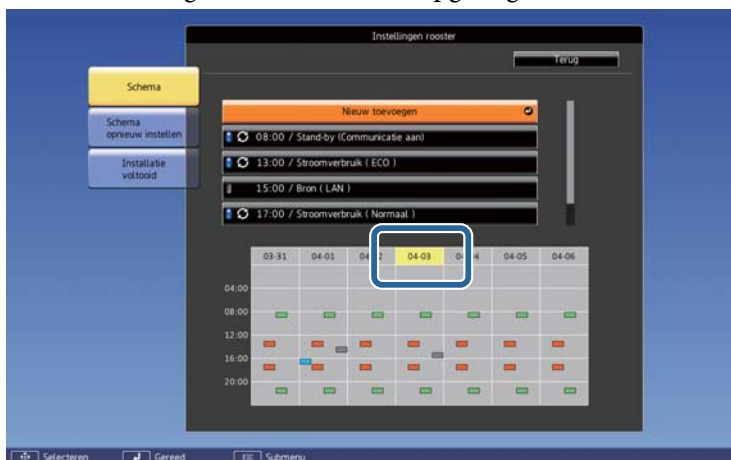 Instellingen rooster
Terug
Schema
Schema
opnieuw instellen
Installatie
voltooid
Nieuw toevoegen
08:00 / Stand-by (Communicatie aan)
13:00 / Stroomverbruik ( ECO )
15:00 / Bron ( LAN )
17:00 / Stroomverbruik ( Normaal )
03-31 04-01 04-03 04-05 04-06
04:00
08:00
12:00
16:00
20:00
Selecteren Gereed Esc Submenu